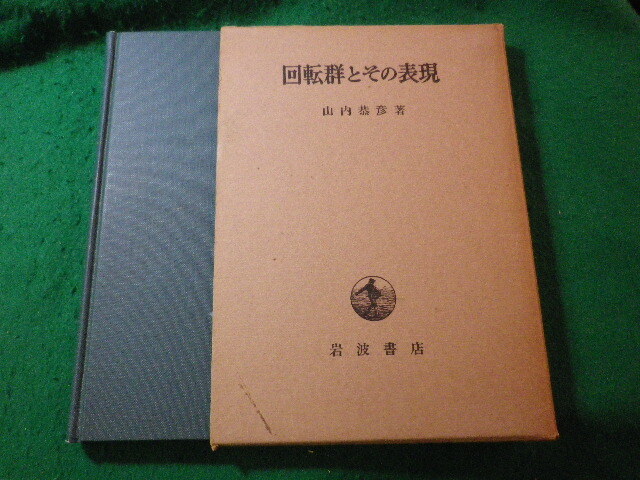 回転群とその表現
山内恭彦著
岩波書店